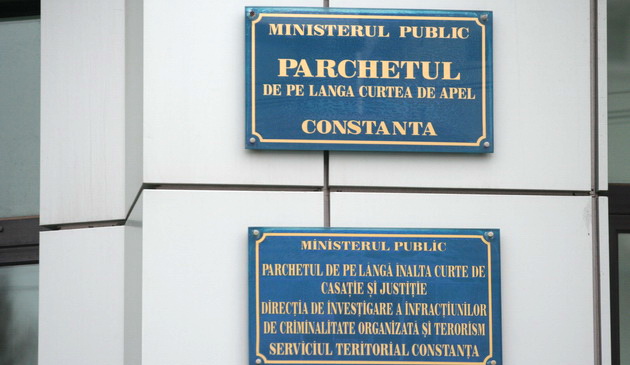 MINISTERUL PUBLIC
PARCHETUL
DE PE LANGA CURTEA DE APEL
CONSTANTA
MINISTERUL PUBLIC
PARCHETUL DE PE LANGĂ INALTA CURTE DE
CASAȚIE ȘI JUSTIȚIE
DIRECȚIA DE INVESTIGARE A INFRACȚIUNILOR
DE CRIMINALITATE ORGANIZATĂ ȘI TERORISM
SERVICIUL TERITORIAL CONSTANȚA